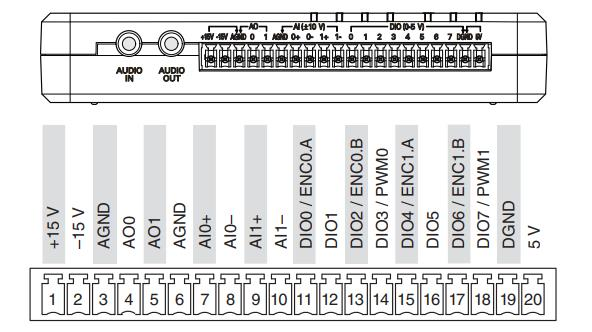 AO AI (±10 V) DIO (0-5 V)
+15V -15V AGND 0 1 AGND 0+ 0- 1+ 1- 0 1 2 3 4 5 6 7 DGND 5V
AUDIO IN
AUDIO OUT
+15 V
–15 V
AGND
AO0
AO1
AGND
AI0+
AI0–
AI1+
AI1–
DIO0 / ENC0.A
DIO1
DIO2 / ENC0.B
DIO3 / PWM0
DIO4 / ENC1.A
DIO5
DIO6 / ENC1.B
DIO7 / PWM1
DGND
5 V
1 2 3 4 5 6 7 8 9 10 11 12 13 14 15 16 17 18 19 20